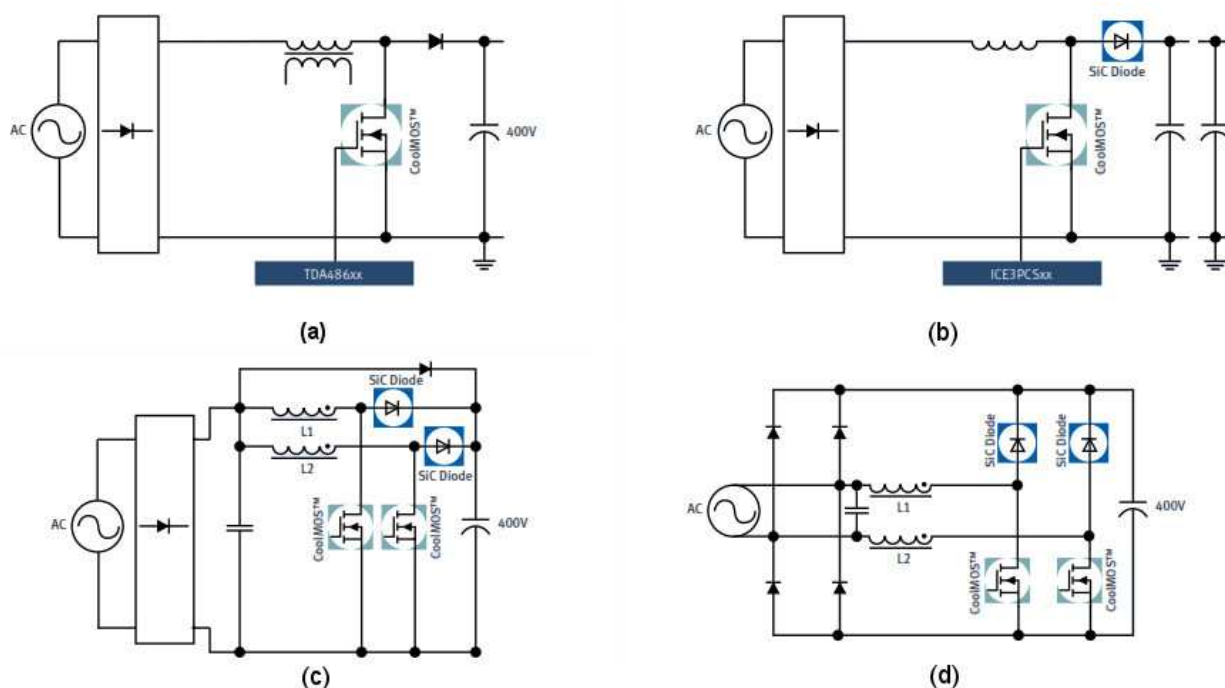 AC
CoolMOS™
400V
TDA486xx
(a)
AC
SiC Diode
CoolMOS™
ICE3PCSxx
(b)
SiC Diode
L1
L2
SiC Diode
AC
CoolMOS™
CoolMOS™
400V
(c)
SiC Diode
SiC Diode
AC
L1
L2
400V
CoolMOS™
CoolMOS™
(d)